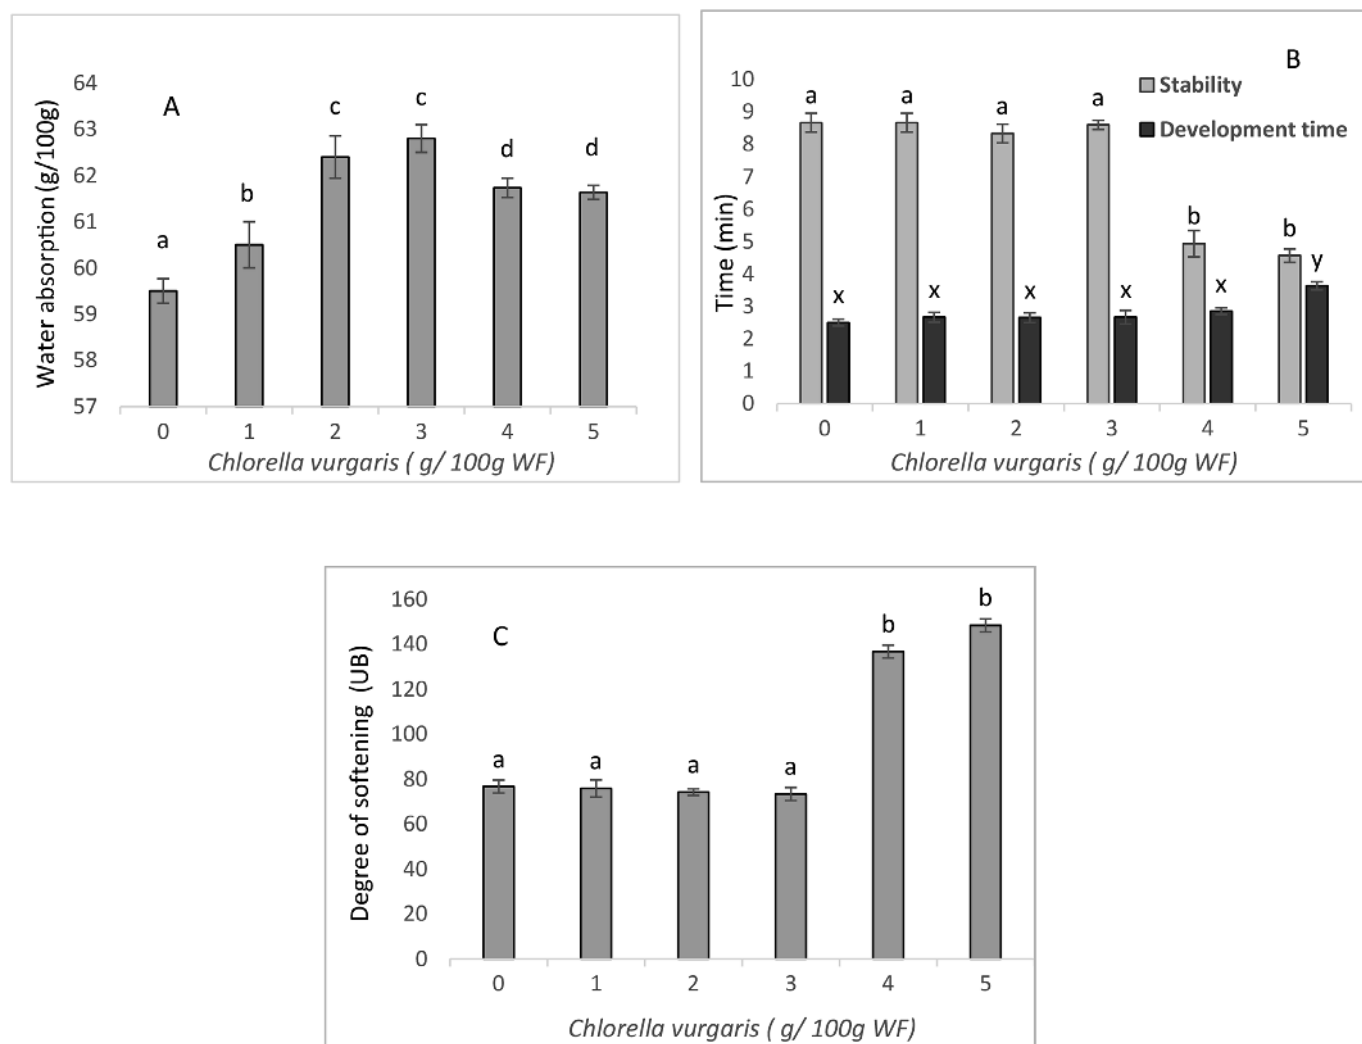 A
Water absorption (g/100g)
64
63
62
61
60
59
58
57
a
b
c
c
d
d
0 1 2 3 4 5
Chlorella vurgaris ( g/ 100g WF)
B
Stability
Development time
Time (min)
10
9
8
7
6
5
4
3
2
1
0
a a a a b b
x x x x x y
0 1 2 3 4 5
Chlorella vurgaris ( g/ 100g WF)
C
Degree of softening (UB)
160
140
120
100
80
60
40
20
0
a a a a b b
0 1 2 3 4 5
Chlorella vurgaris ( g/ 100g WF)